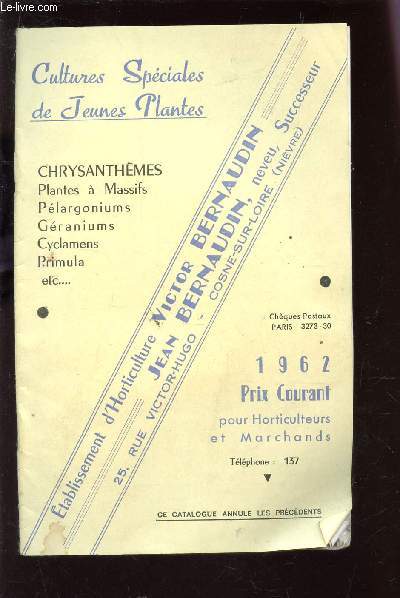 Le-livre.com
Cultures Spéciales
de Jeunes Plantes
CHRYSANTHÈMES
Plantes à Massifs
Pélargoniums
Géraniums
Cyclamens
Primula
etc....
Établissement d'Horticulture VICTOR BERNAUDIN
JEAN BERNAUDIN, neveu, Successeur
25, RUE VICTOR-HUGO COSNE-SUR-LOIRE (NIÈVRE)
Chèques Postaux
PARIS 3273-30
1962
Prix Courant
pour Horticulteurs
et Marchands
Téléphone : 137
CE CATALOGUE ANNULE LES PRÉCÉDENTS